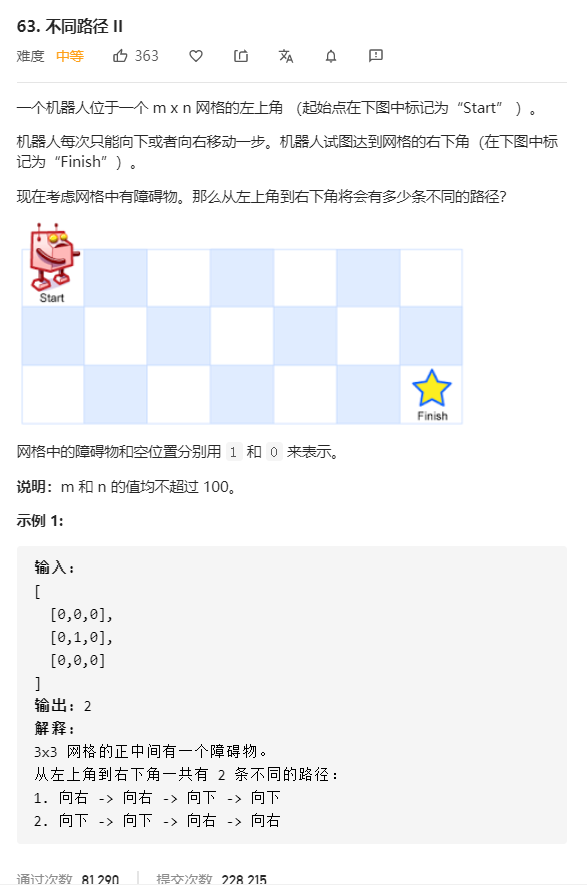 63. 不同路径 II
难度 中等 363
一个机器人位于一个 m x n 网格的左上角 （起始点在下图中标记为“Start” ）。
机器人每次只能向下或者向右移动一步。机器人试图达到网格的右下角（在下图中标
记为“Finish”）。
现在考虑网格中有障碍物。那么从左上角到右下角将会有多少条不同的路径？
Start
Finish
网格中的障碍物和空位置分别用 1 和 0 来表示。
说明：m 和 n 的值均不超过 100。
示例 1:
输入:
[
[0,0,0],
[0,1,0],
[0,0,0]
]
输出: 2
解释:
3x3 网格的正中间有一个障碍物。
从左上角到右下角一共有 2 条不同的路径:
1. 向右 -> 向右 -> 向下 -> 向下
2. 向下 -> 向下 -> 向右 -> 向右
通过次数 81,290 提交次数 228,215